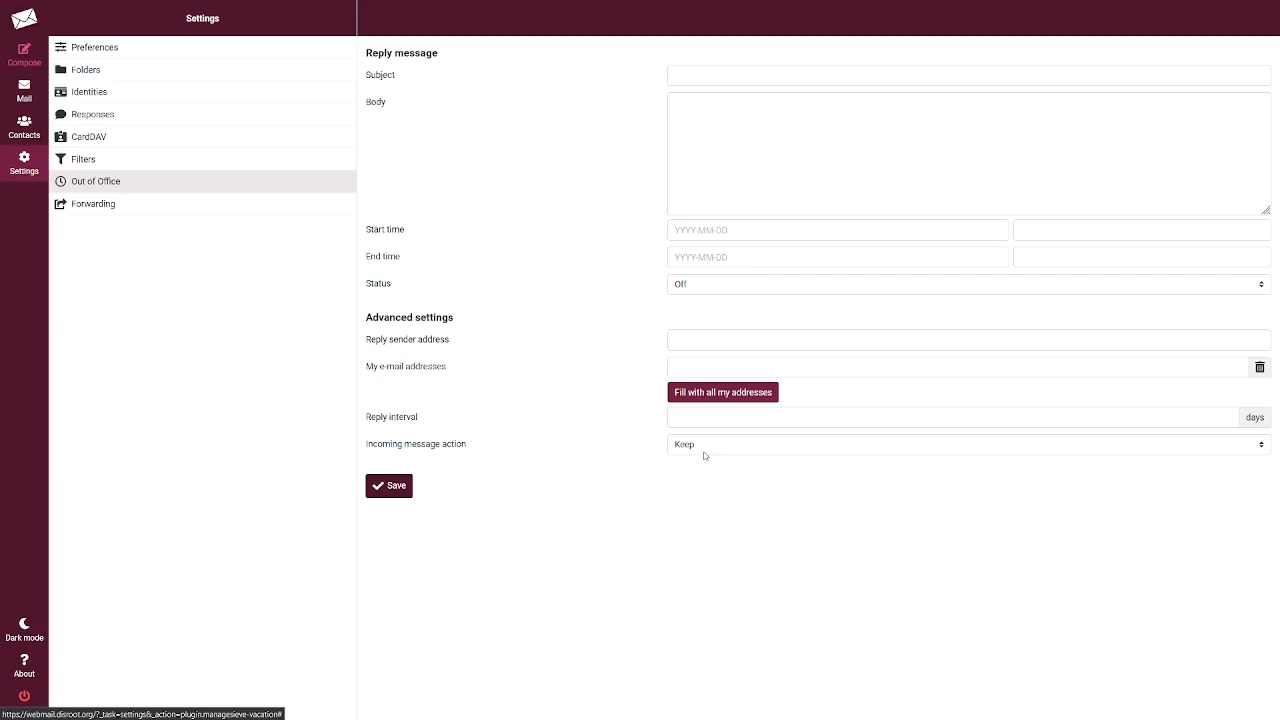 Settings
Compose
Mail
Contacts
Settings
Dark mode
About
Preferences
Folders
Identities
Responses
CardDAV
Filters
Out of Office
Forwarding
Reply message
Subject
Body
Start time
YYYY-MM-DD
End time
YYYY-MM-DD
Status
Off
Advanced settings
Reply sender address
My e-mail addresses
Fill with all my addresses
Reply interval
days
Incoming message action
Keep
Save
https://webmail.disroot.org/?_task=settings&_action=plugin.managesieve-vacation#